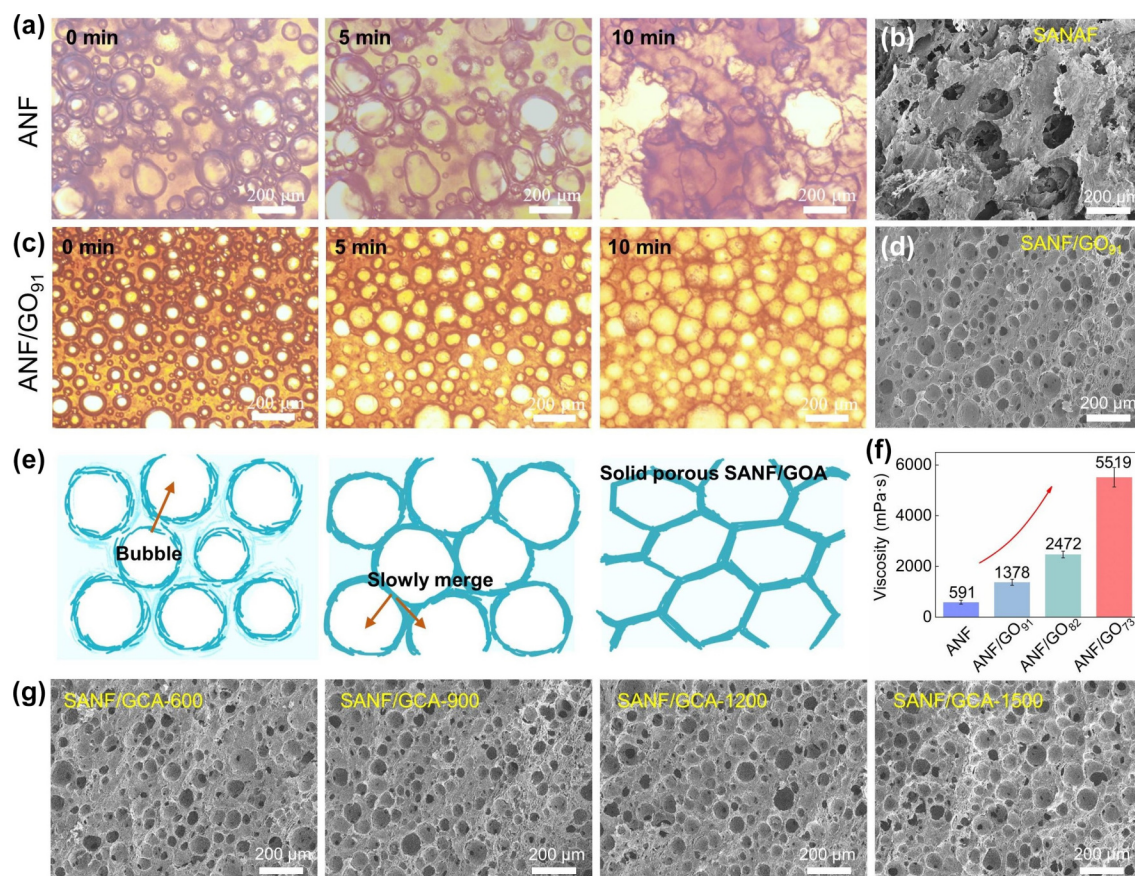 (a)
ANF
0 min
200 μm
5 min
200 μm
10 min
200 μm
(b)
SANAF
200 μm
(c)
ANF/GO91
0 min
200 μm
5 min
200 μm
10 min
200 μm
(d)
SANF/GO91
200 μm
(e)
Bubble
Slowly merge
Solid porous SANF/GOA
(f)
Viscosity (mPa·s)
6000
4000
2000
0
591
1378
2472
5519
ANF
ANF/GO91
ANF/GO82
ANF/GO73
(g)
SANF/GCA-600
200 μm
SANF/GCA-900
200 μm
SANF/GCA-1200
200 μm
SANF/GCA-1500
200 μm